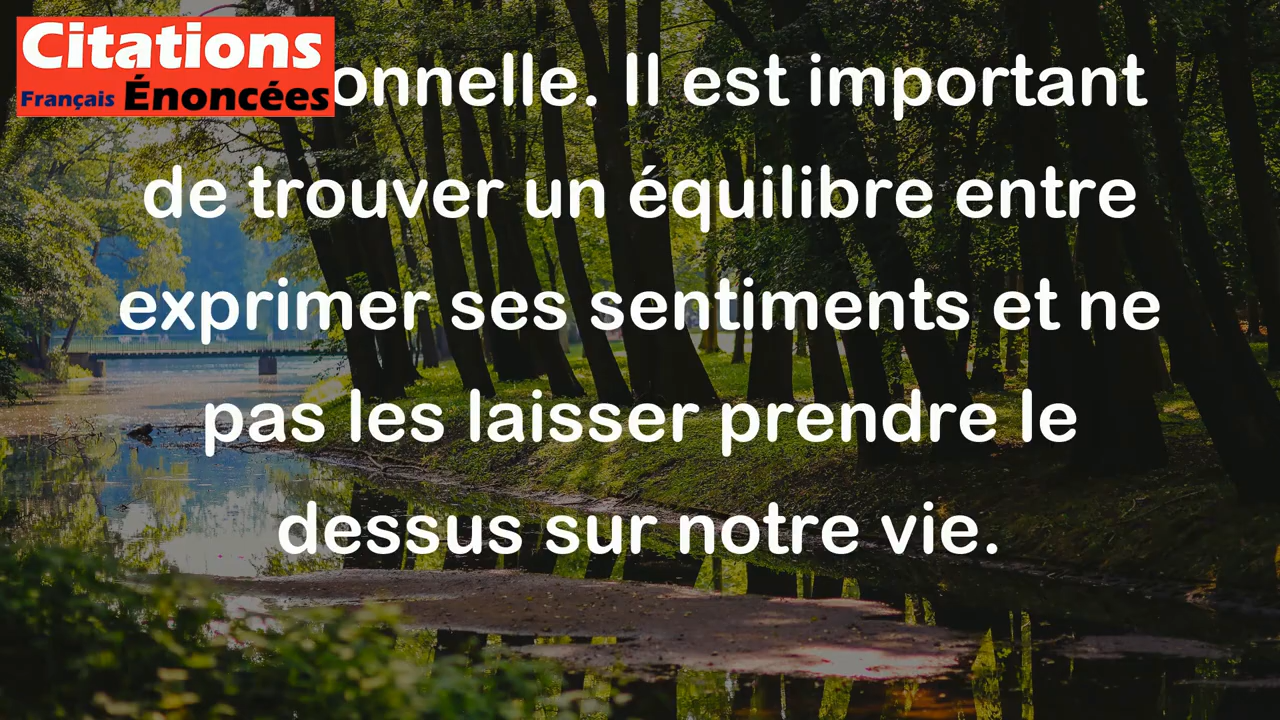 Citations
Français Énoncées
onnelle. Il est important
de trouver un équilibre entre
exprimer ses sentiments et ne
pas les laisser prendre le
dessus sur notre vie.